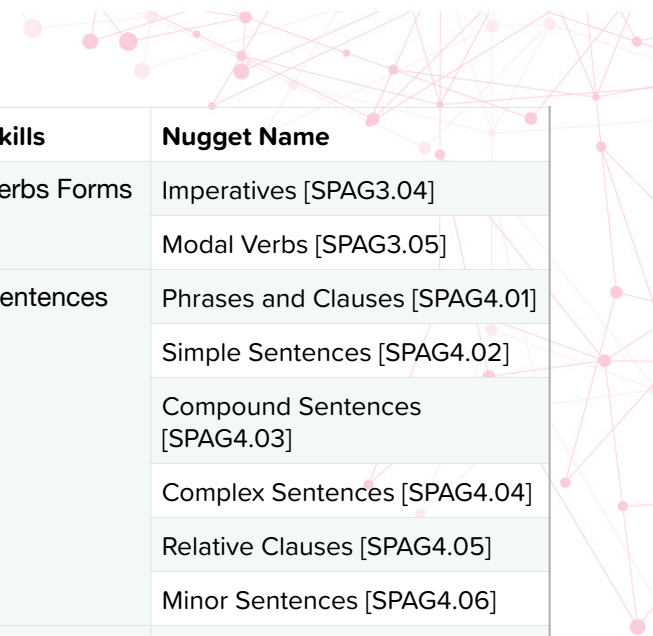 kills Nugget Name
erbs Forms Imperatives [SPAG3.04]
Modal Verbs [SPAG3.05]
entences Phrases and Clauses [SPAG4.01]
Simple Sentences [SPAG4.02]
Compound Sentences
[SPAG4.03]
Complex Sentences [SPAG4.04]
Relative Clauses [SPAG4.05]
Minor Sentences [SPAG4.06]